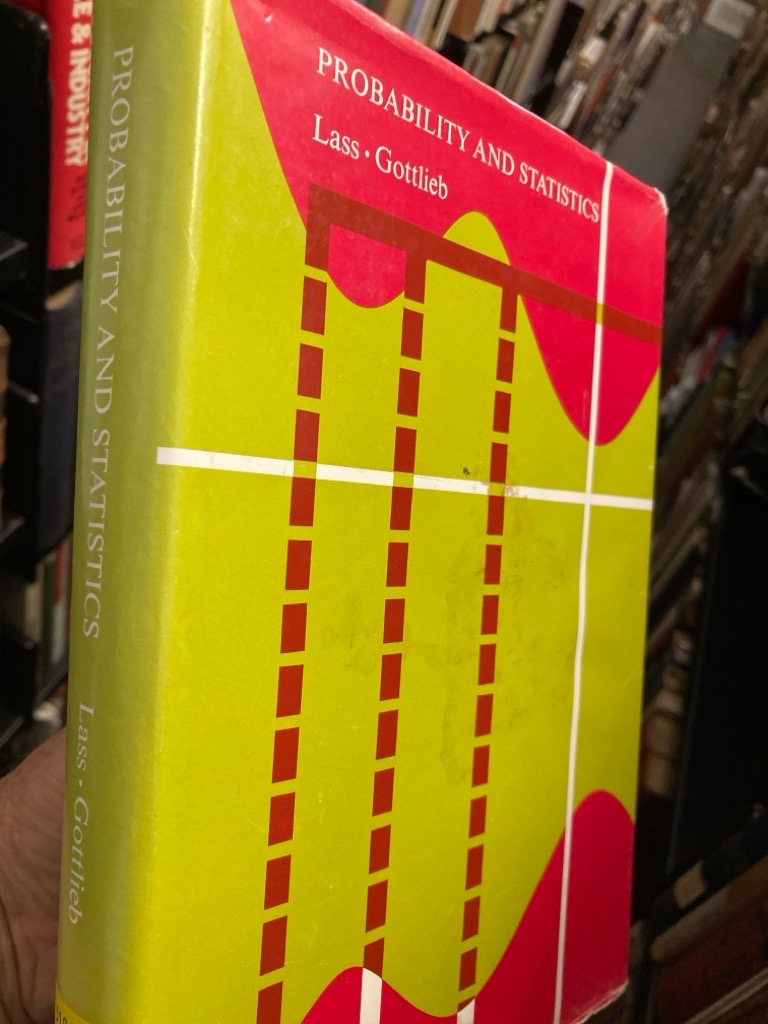 PROBABILITY AND STATISTICS
Lass · Gottlieb
PROBABILITY AND STATISTICS Lass · Gottlieb
& INDUSTRY